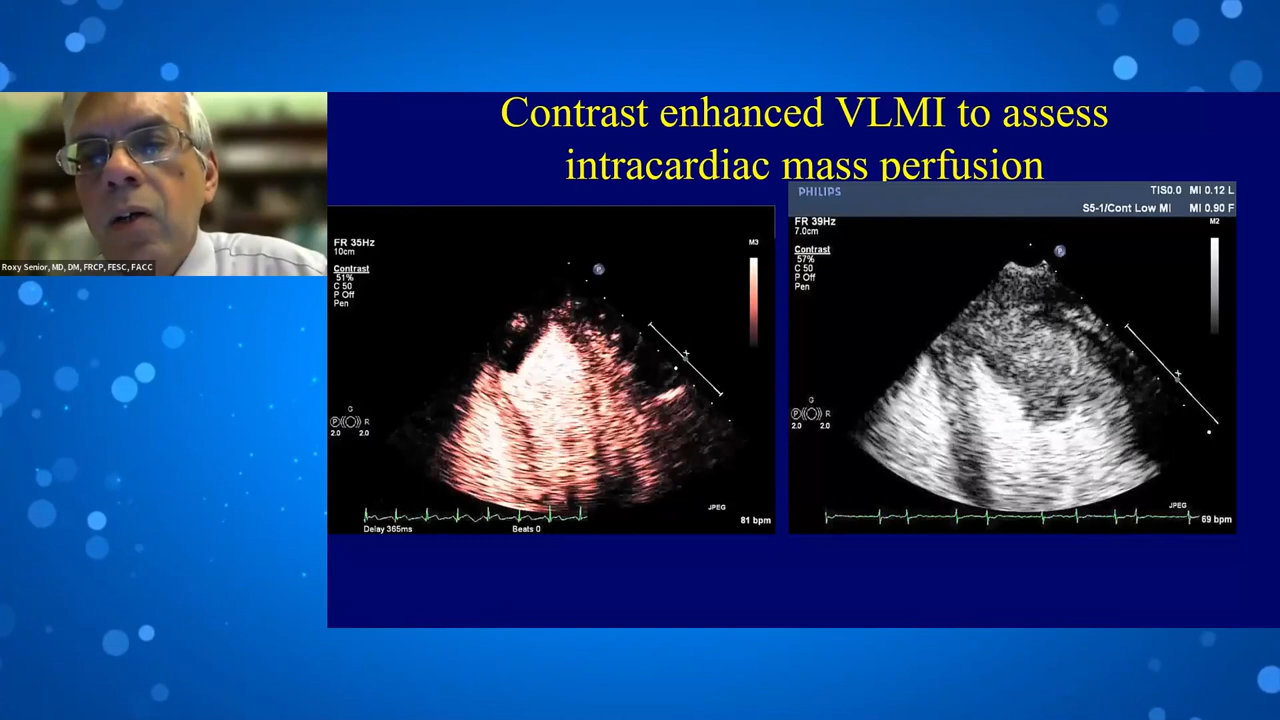 Contrast enhanced VLMI to assess
intracardiac mass perfusion
Roxy Senior, MD, DM, FRCP, FESC, FACC
FR 35Hz
10cm
Contrast
51%
C 50
P Off
Pen
M3
P
G
P R
2.0 2.0
Delay 365ms
Beats 0
JPEG
81 bpm
PHILIPS
TIS0.0 MI 0.12 L
S5-1/Cont Low MI MI 0.90 F
FR 39Hz
7.0cm
Contrast
57%
C 50
P Off
Pen
M2
P
G
P R
2.0 2.0
JPEG
69 bpm